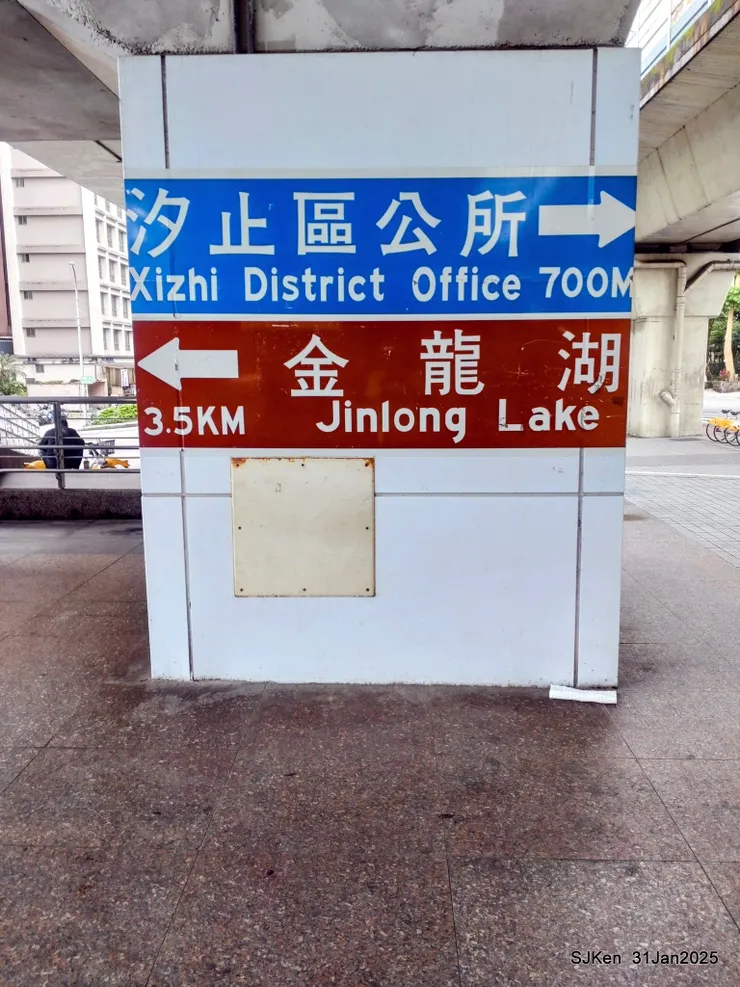 汐止區公所
Xizhi District Office 700M
金龍湖
3.5KM Jinlong Lake
SJKen 31Jan2025